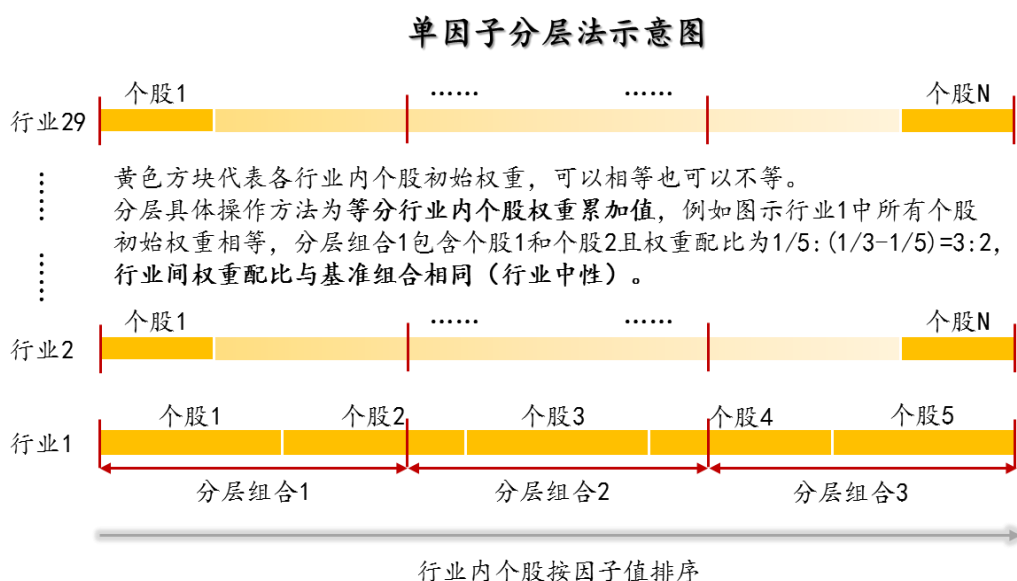 单因子分层法示意图
个股1 …… …… 个股N
行业29
……
黄色方块代表各行业内个股初始权重，可以相等也可以不等。
分层具体操作方法为等分行业内个股权重累加值，例如图示行业1中所有个股
初始权重相等，分层组合1包含个股1和个股2且权重配比为1/5:(1/3-1/5)=3:2，
行业间权重配比与基准组合相同（行业中性）。
……
个股1 …… …… 个股N
行业2
个股1 个股2 个股3 个股4 个股5
行业1
分层组合1 分层组合2 分层组合3
行业内个股按因子值排序